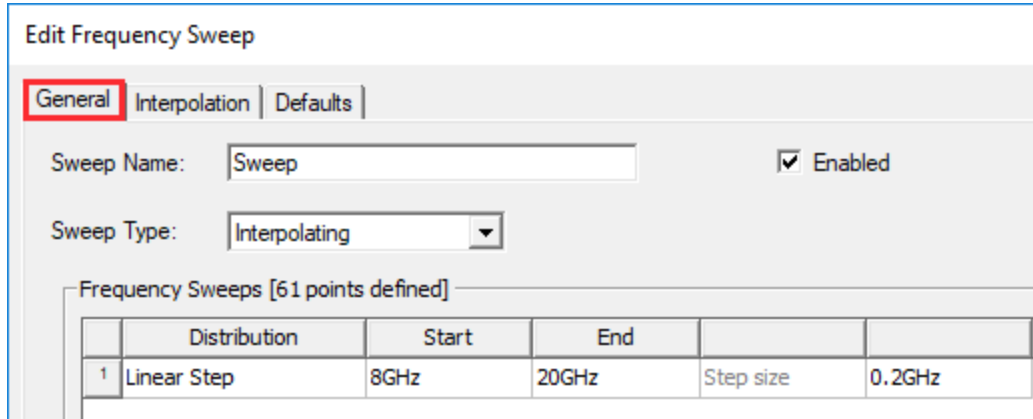 Edit Frequency Sweep
General Interpolation Defaults
Sweep Name: Sweep Enabled
Sweep Type: Interpolating
Frequency Sweeps [61 points defined]
Distribution Start End
1 Linear Step 8GHz 20GHz Step size 0.2GHz